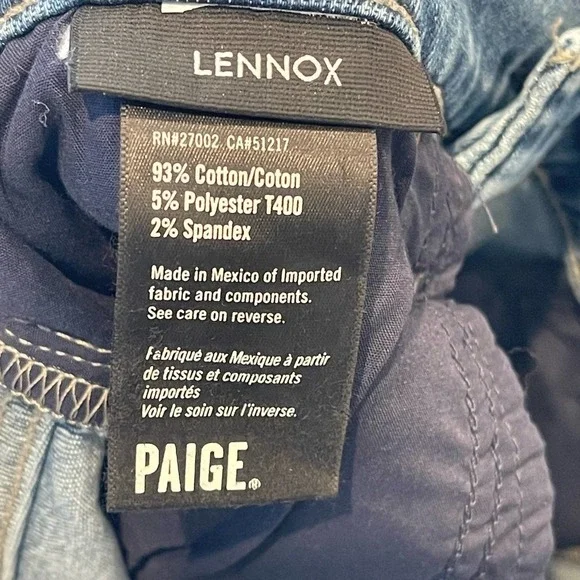 LENNOX
RN#27002 CA#51217
93% Cotton/Coton
5% Polyester T400
2% Spandex
Made in Mexico of Imported
fabric and components.
See care on reverse.
Fabriqué aux Mexique à partir
de tissus et composants
importés
Voir le soin sur l'inverse.
PAIGE®